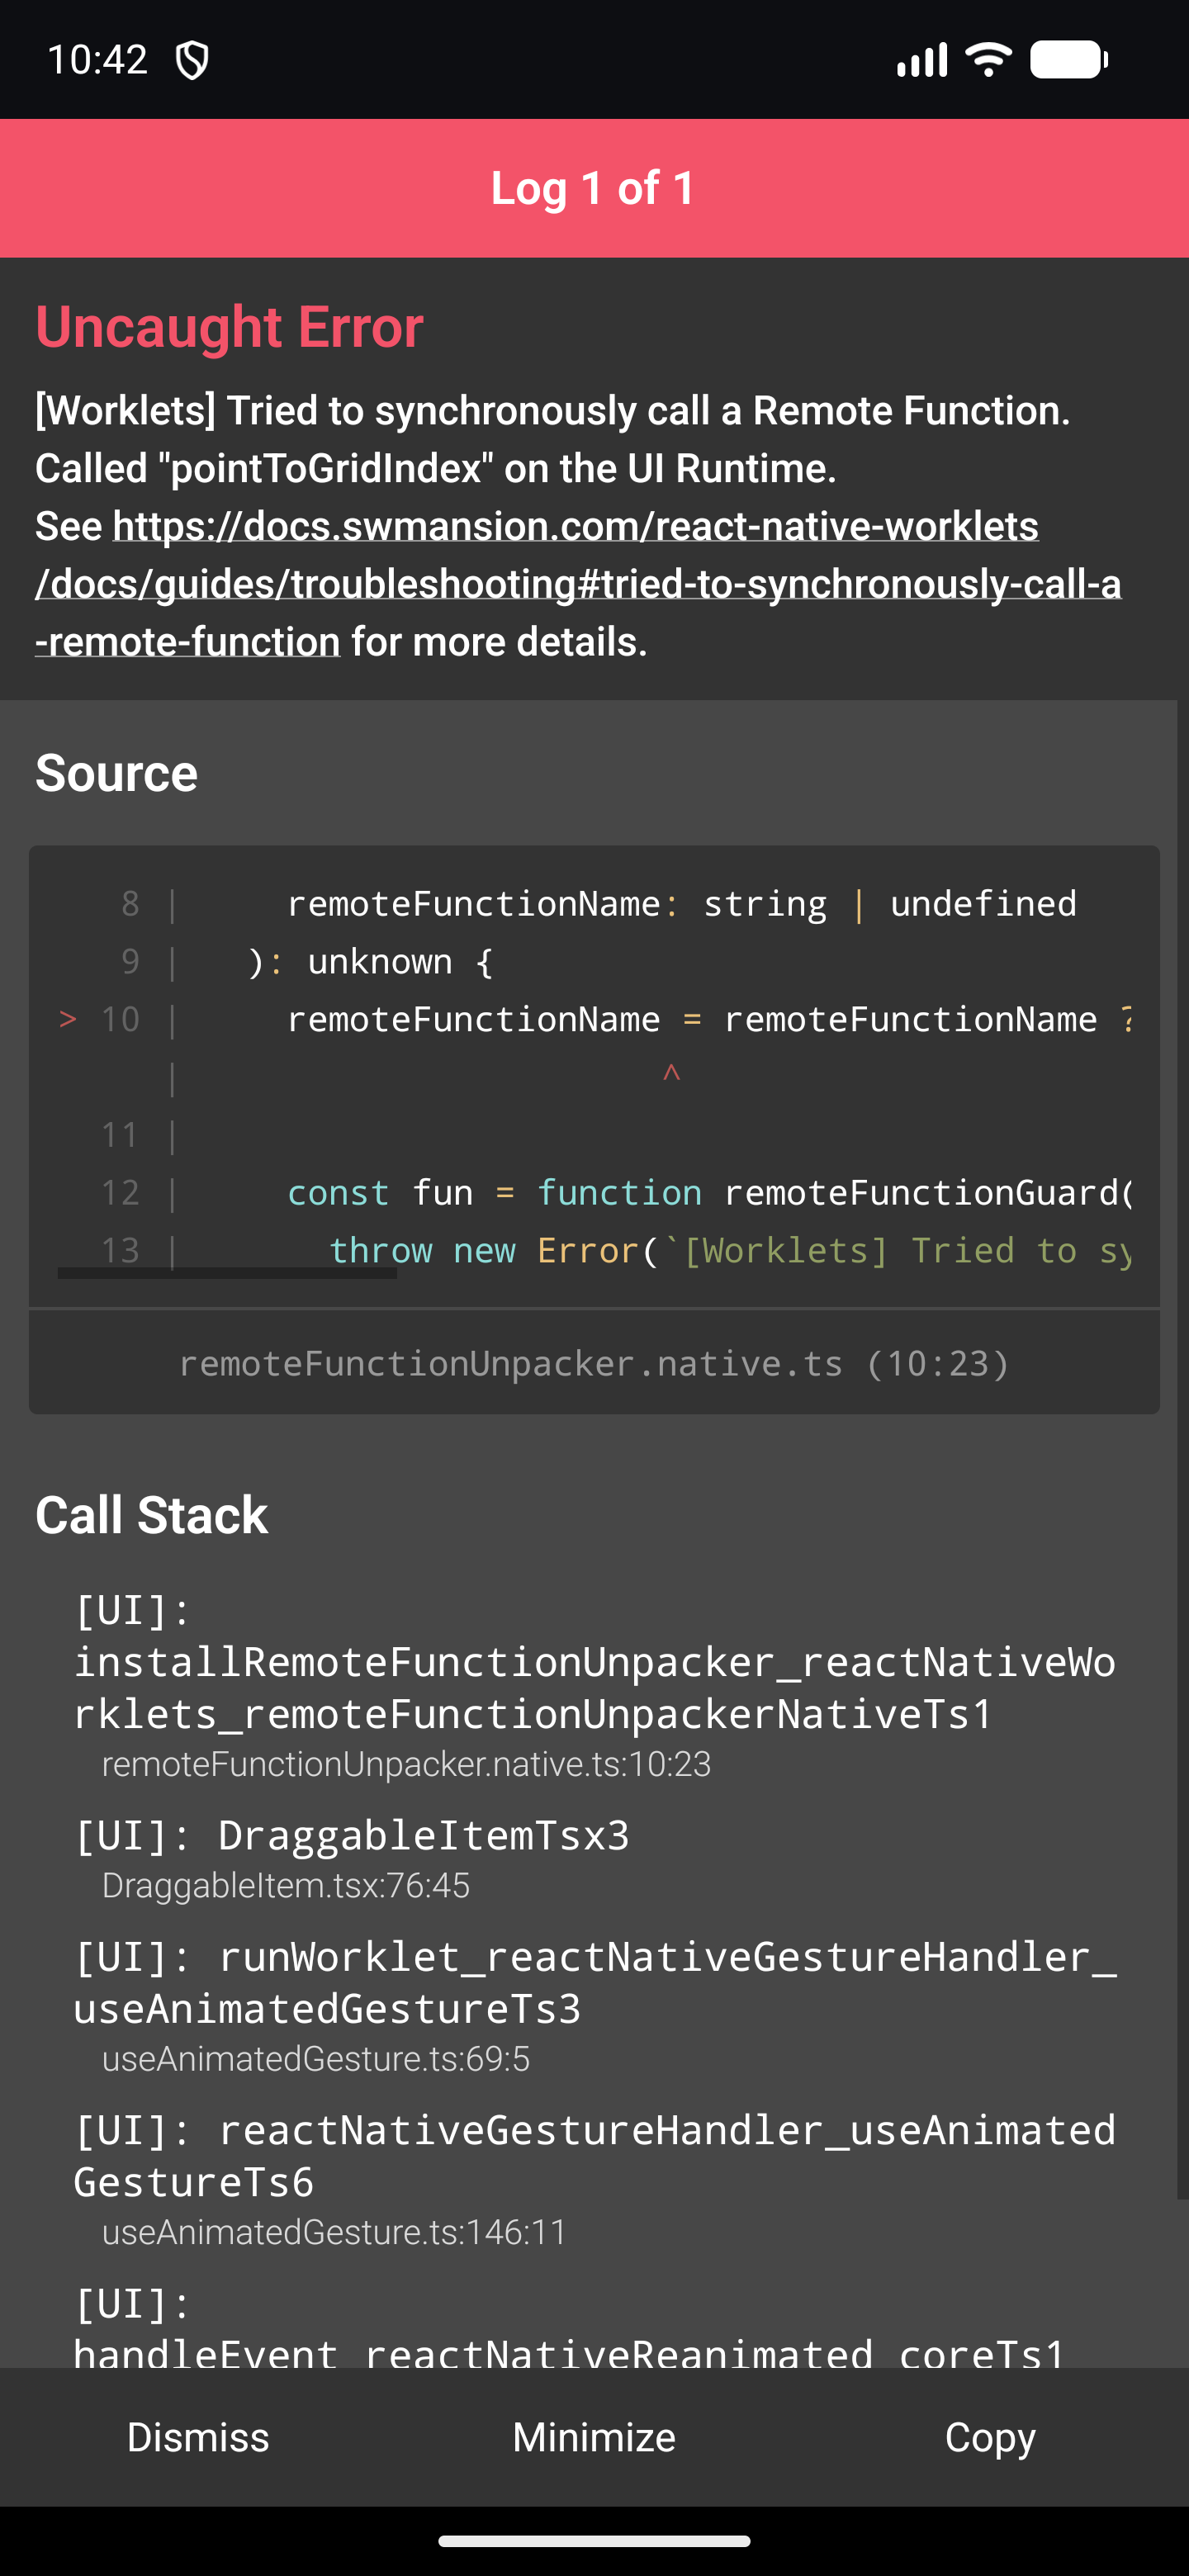 10:42
Log 1 of 1
Uncaught Error
[Worklets] Tried to synchronously call a Remote Function.
Called "pointToGridIndex" on the UI Runtime.
See https://docs.swmansion.com/react-native-worklets
/docs/guides/troubleshooting#tried-to-synchronously-call-a
-remote-function for more details.
Source
8 | remoteFunctionName: string | undefined
9 | ): unknown {
> 10 | remoteFunctionName = remoteFunctionName ?
| ^
11 |
12 | const fun = function remoteFunctionGuard(
13 | throw new Error(`[Worklets] Tried to sy
remoteFunctionUnpacker.native.ts (10:23)
Call Stack
[UI]:
installRemoteFunctionUnpacker_reactNativeWo
rklets_remoteFunctionUnpackerNativeTs1
remoteFunctionUnpacker.native.ts:10:23
[UI]: DraggableItemTsx3
DraggableItem.tsx:76:45
[UI]: runWorklet_reactNativeGestureHandler_
useAnimatedGestureTs3
useAnimatedGesture.ts:69:5
[UI]: reactNativeGestureHandler_useAnimated
GestureTs6
useAnimatedGesture.ts:146:11
[UI]:
handleEvent_reactNativeReanimated_coreTs1
Dismiss
Minimize
Copy